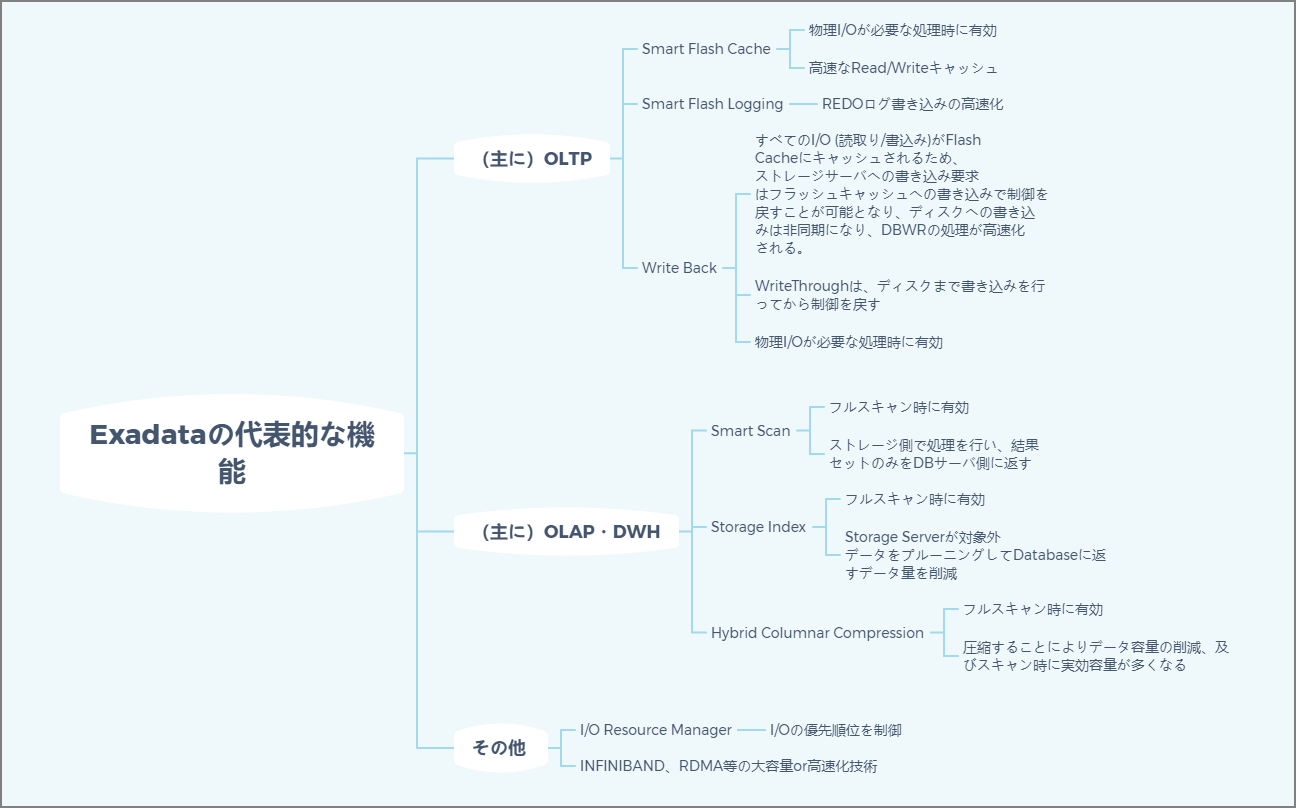 Exadataの代表的な機
能
（主に）OLTP
Smart Flash Cache
物理I/Oが必要な処理時に有効
高速なRead/Writeキャッシュ
Smart Flash Logging
REDOログ書き込みの高速化
Write Back
すべてのI/O (読取り/書込み)がFlash
Cacheにキャッシュされるため、
ストレージサーバへの書き込み要求
はフラッシュキャッシュへの書き込みで制御を
戻すことが可能となり、ディスクへの書き込
みは非同期になり、DBWRの処理が高速化
される。
WriteThroughは、ディスクまで書き込みを行
ってから制御を戻す
物理I/Oが必要な処理時に有効
（主に）OLAP・DWH
Smart Scan
フルスキャン時に有効
ストレージ側で処理を行い、結果
セットのみをDBサーバ側に返す
Storage Index
フルスキャン時に有効
Storage Serverが対象外
データをプルーニングしてDatabaseに返
すデータ量を削減
Hybrid Columnar Compression
フルスキャン時に有効
圧縮することによりデータ容量の削減、及
びスキャン時に実効容量が多くなる
その他
I/O Resource Manager
I/Oの優先順位を制御
INFINIBAND、RDMA等の大容量or高速化技術